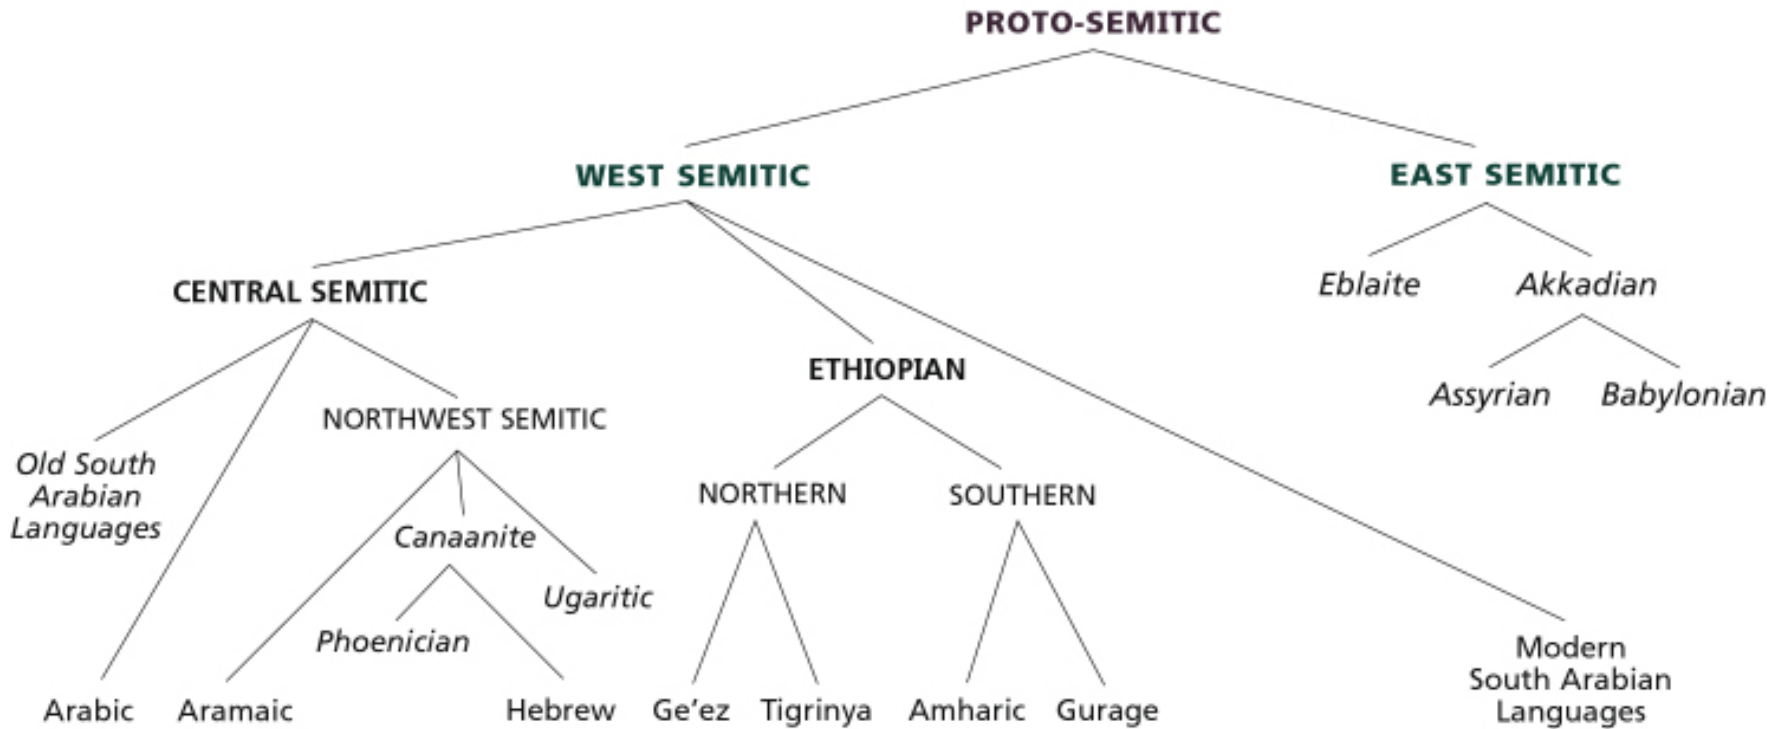 PROTO-SEMITIC
WEST SEMITIC
EAST SEMITIC
CENTRAL SEMITIC
Eblaite
Akkadian
ETHIOPIAN
Assyrian
Babylonian
NORTHWEST SEMITIC
Old South
Arabian
Languages
NORTHERN
SOUTHERN
Canaanite
Ugaritic
Phoenician
Modern
South Arabian
Languages
Arabic
Aramaic
Hebrew
Ge’ez
Tigrinya
Amharic
Gurage